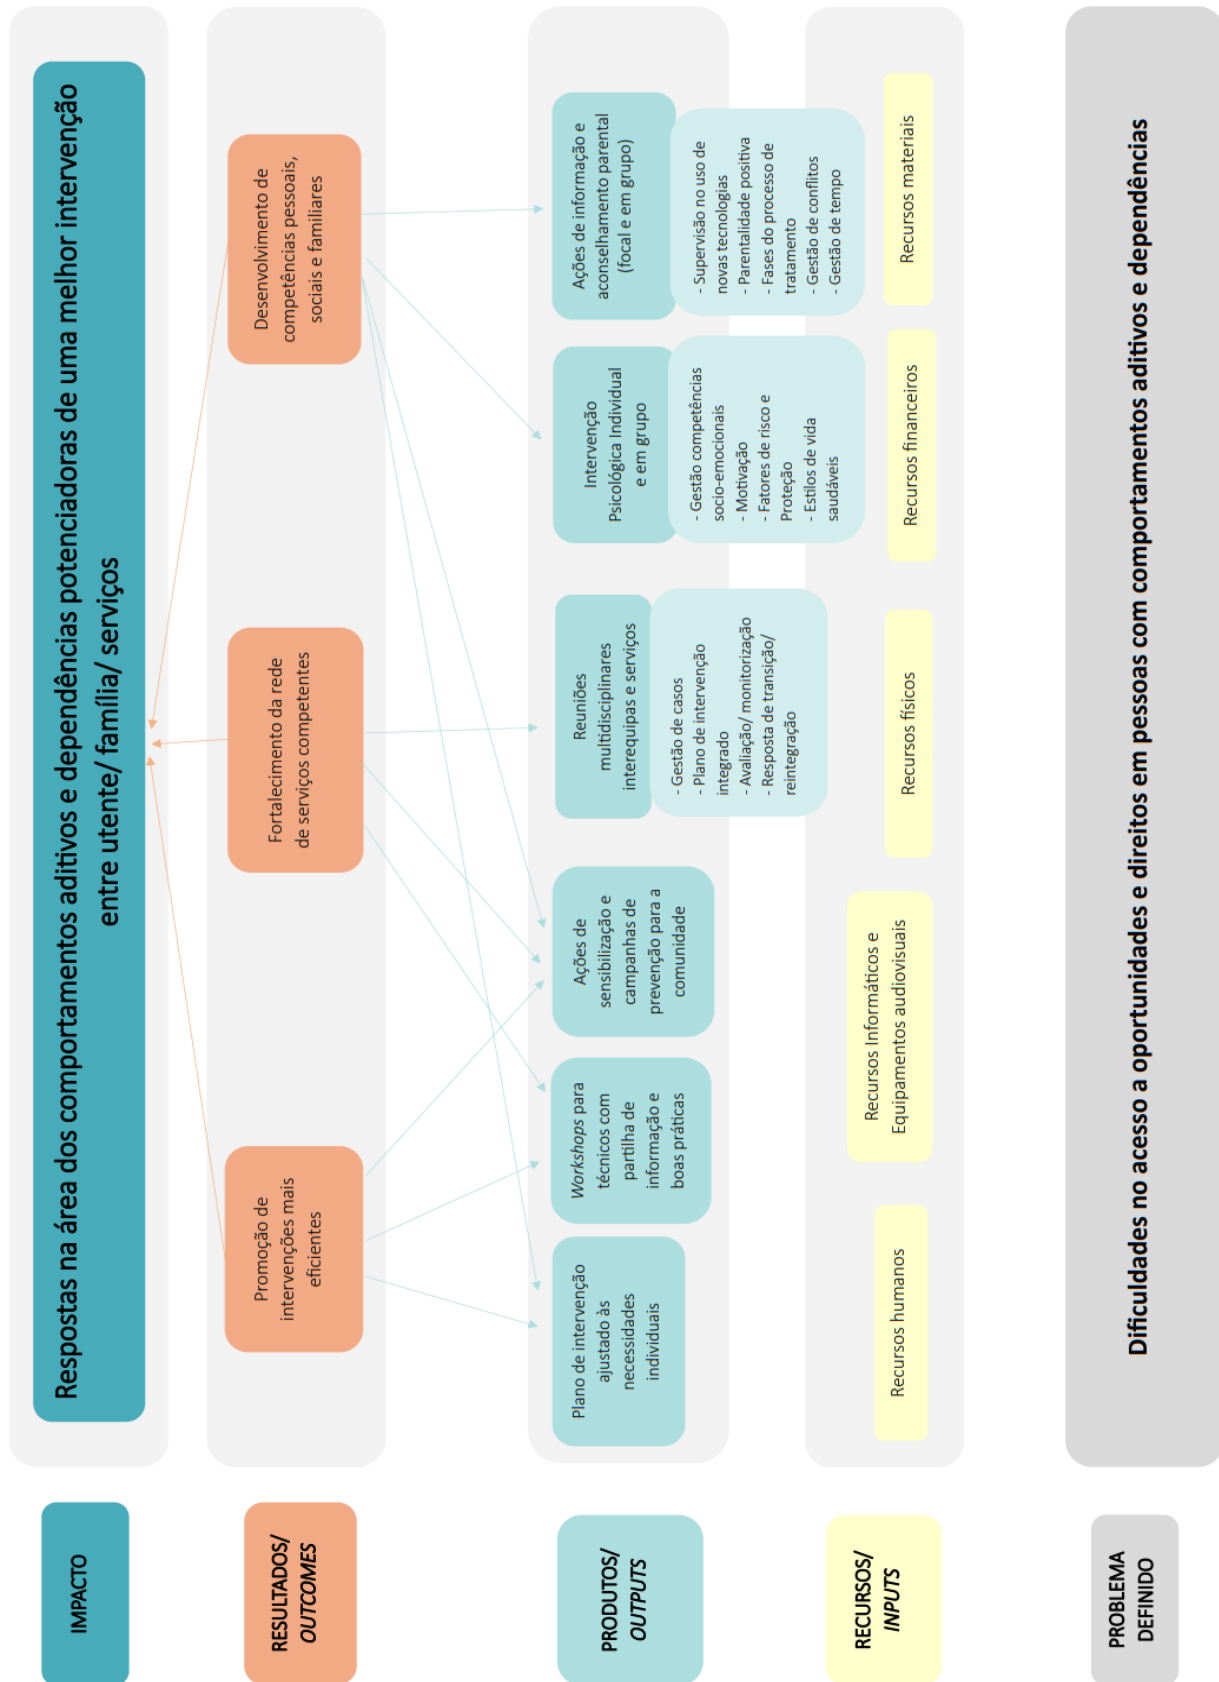 IMPACTO
Respostas na área dos comportamentos aditivos e dependências potenciadoras de uma melhor intervenção
entre utente/ família/ serviços
RESULTADOS/
OUTCOMES
Promoção de
intervenções mais
eficientes
Fortalecimento da rede
de serviços competentes
Desenvolvimento de
competências pessoais,
sociais e familiares
PRODUTOS/
OUTPUTS
Plano de intervenção
ajustado às
necessidades
individuais
Workshops para
técnicos com
partilha de
informação e
boas práticas
Ações de
sensibilização e
campanhas de
prevenção para a
comunidade
Reuniões
multidisciplinares
interequipas e serviços
- Gestão de casos
- Plano de intervenção
integrado
- Avaliação/ monitorização
- Resposta de transição/
reintegração
Intervenção
Psicológica Individual
e em grupo
- Gestão competências
socio-emocionais
- Motivação
- Fatores de risco e
Proteção
- Estilos de vida
saudáveis
Ações de informação e
aconselhamento parental
(focal e em grupo)
- Supervisão no uso de
novas tecnologias
- Parentalidade positiva
- Fases do processo de
tratamento
- Gestão de conflitos
- Gestão de tempo
RECURSOS/
INPUTS
Recursos humanos
Recursos Informáticos e
Equipamentos audiovisuais
Recursos físicos
Recursos financeiros
Recursos materiais
PROBLEMA
DEFINIDO
Dificuldades no acesso a oportunidades e direitos em pessoas com comportamentos aditivos e dependências